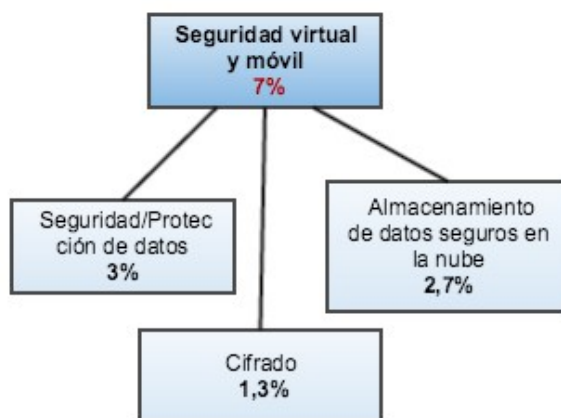 Seguridad virtual
y móvil
7%
Seguridad/Protec
ción de datos
3%
Almacenamiento
de datos seguros en
la nube
2,7%
Cifrado
1,3%